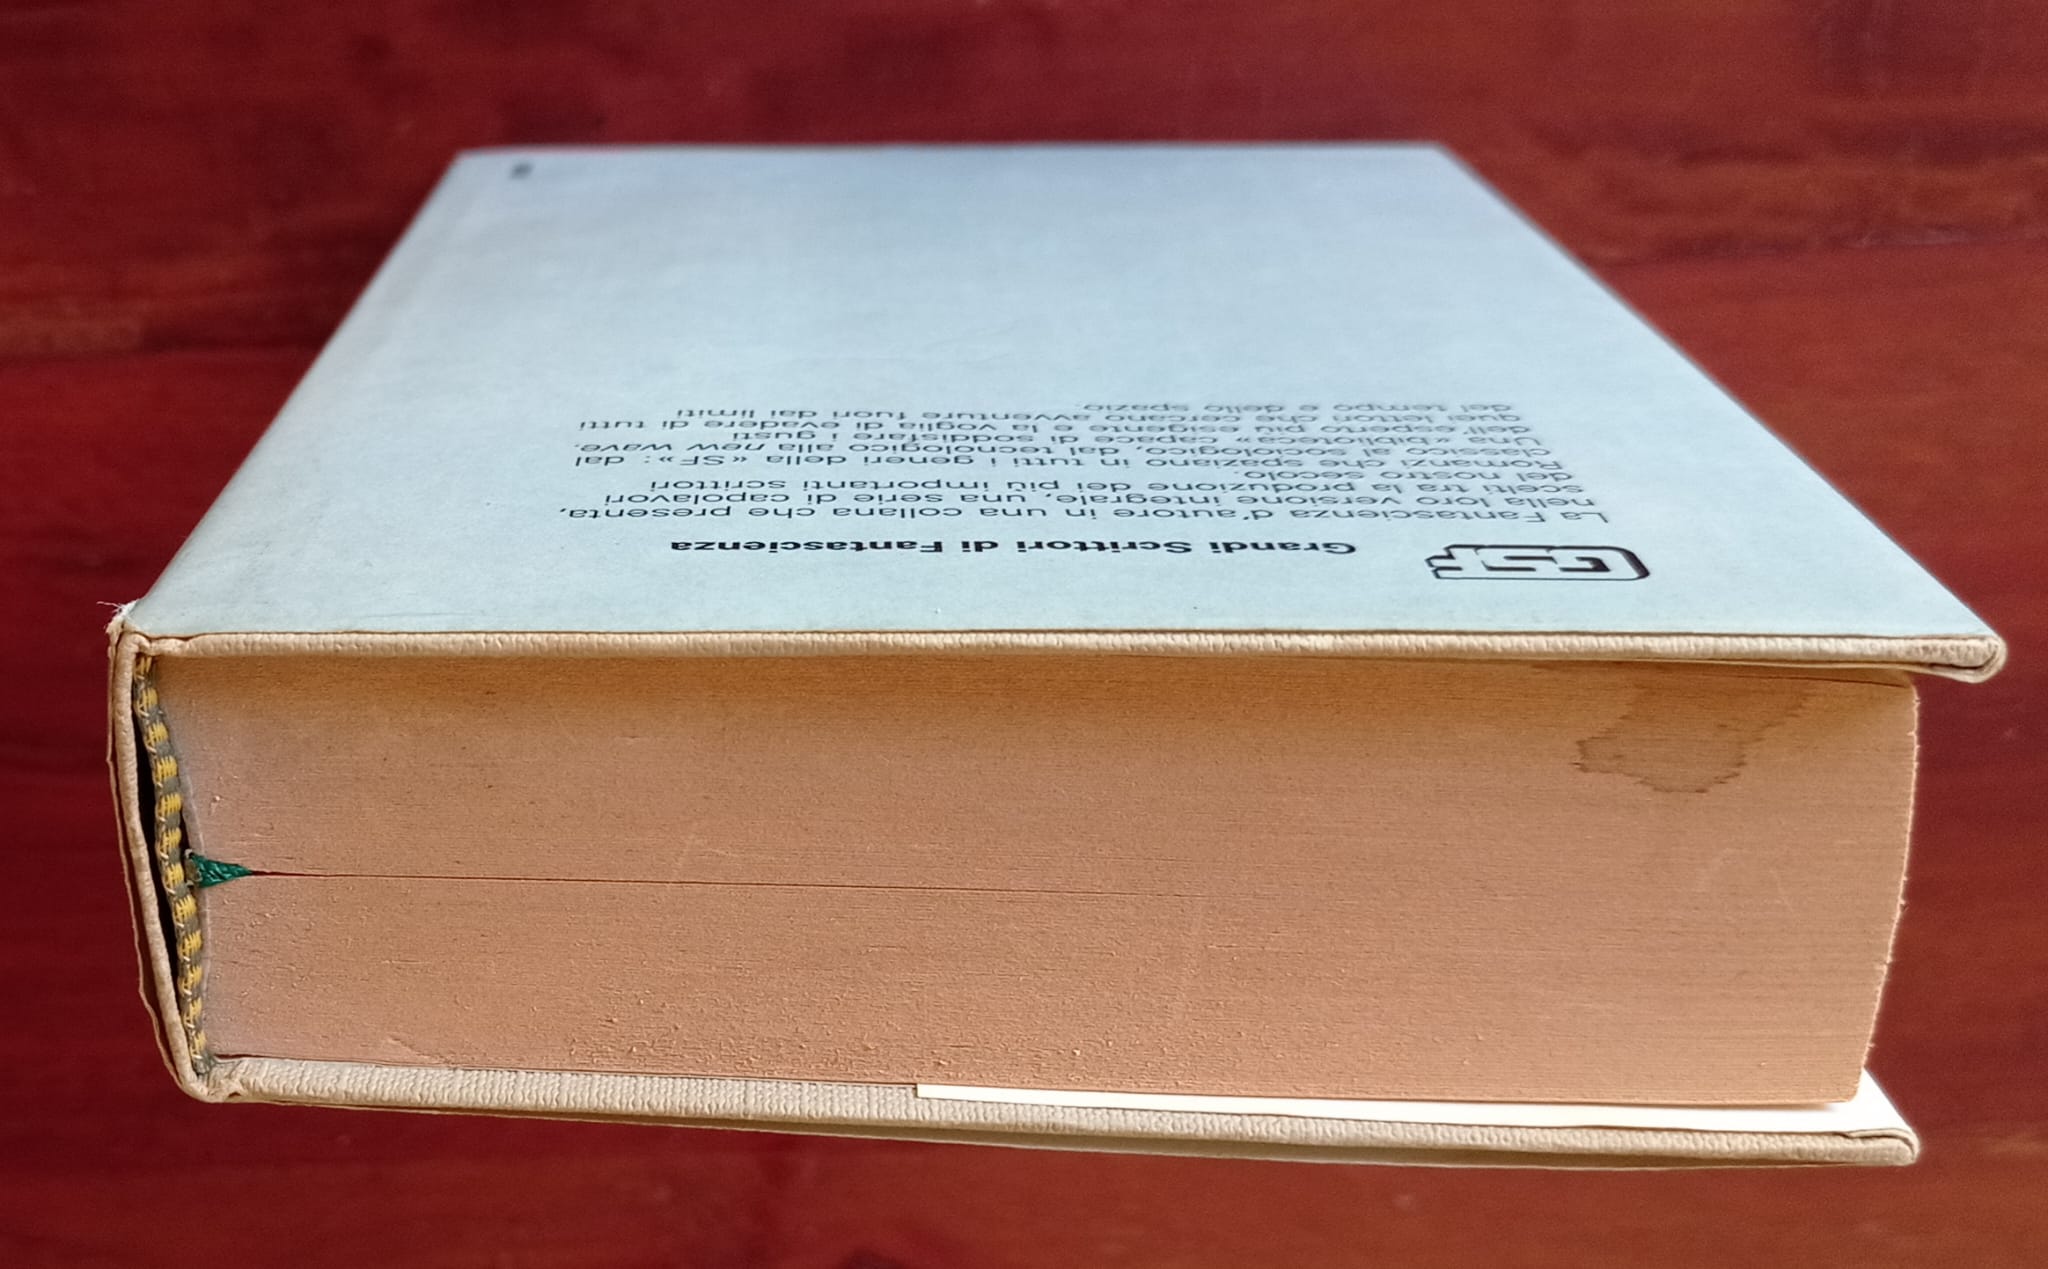 GSF
Grandi Scrittori di Fantascienza
La Fantascienza d'autore in una collana che presenta,
nella loro versione integrale, una serie di capolavori
scelti tra la produzione dei più importanti scrittori
del nostro secolo.
Romanzi che spaziano in tutti i generi della «SF»: dal
classico al sociologico, dal tecnologico alla new wave.
Una «biblioteca» capace di soddisfare i gusti
dell'esperto più esigente e la voglia di evadere di tutti
quei lettori che cercano avventure fuori dai limiti
del tempo e dello spazio.